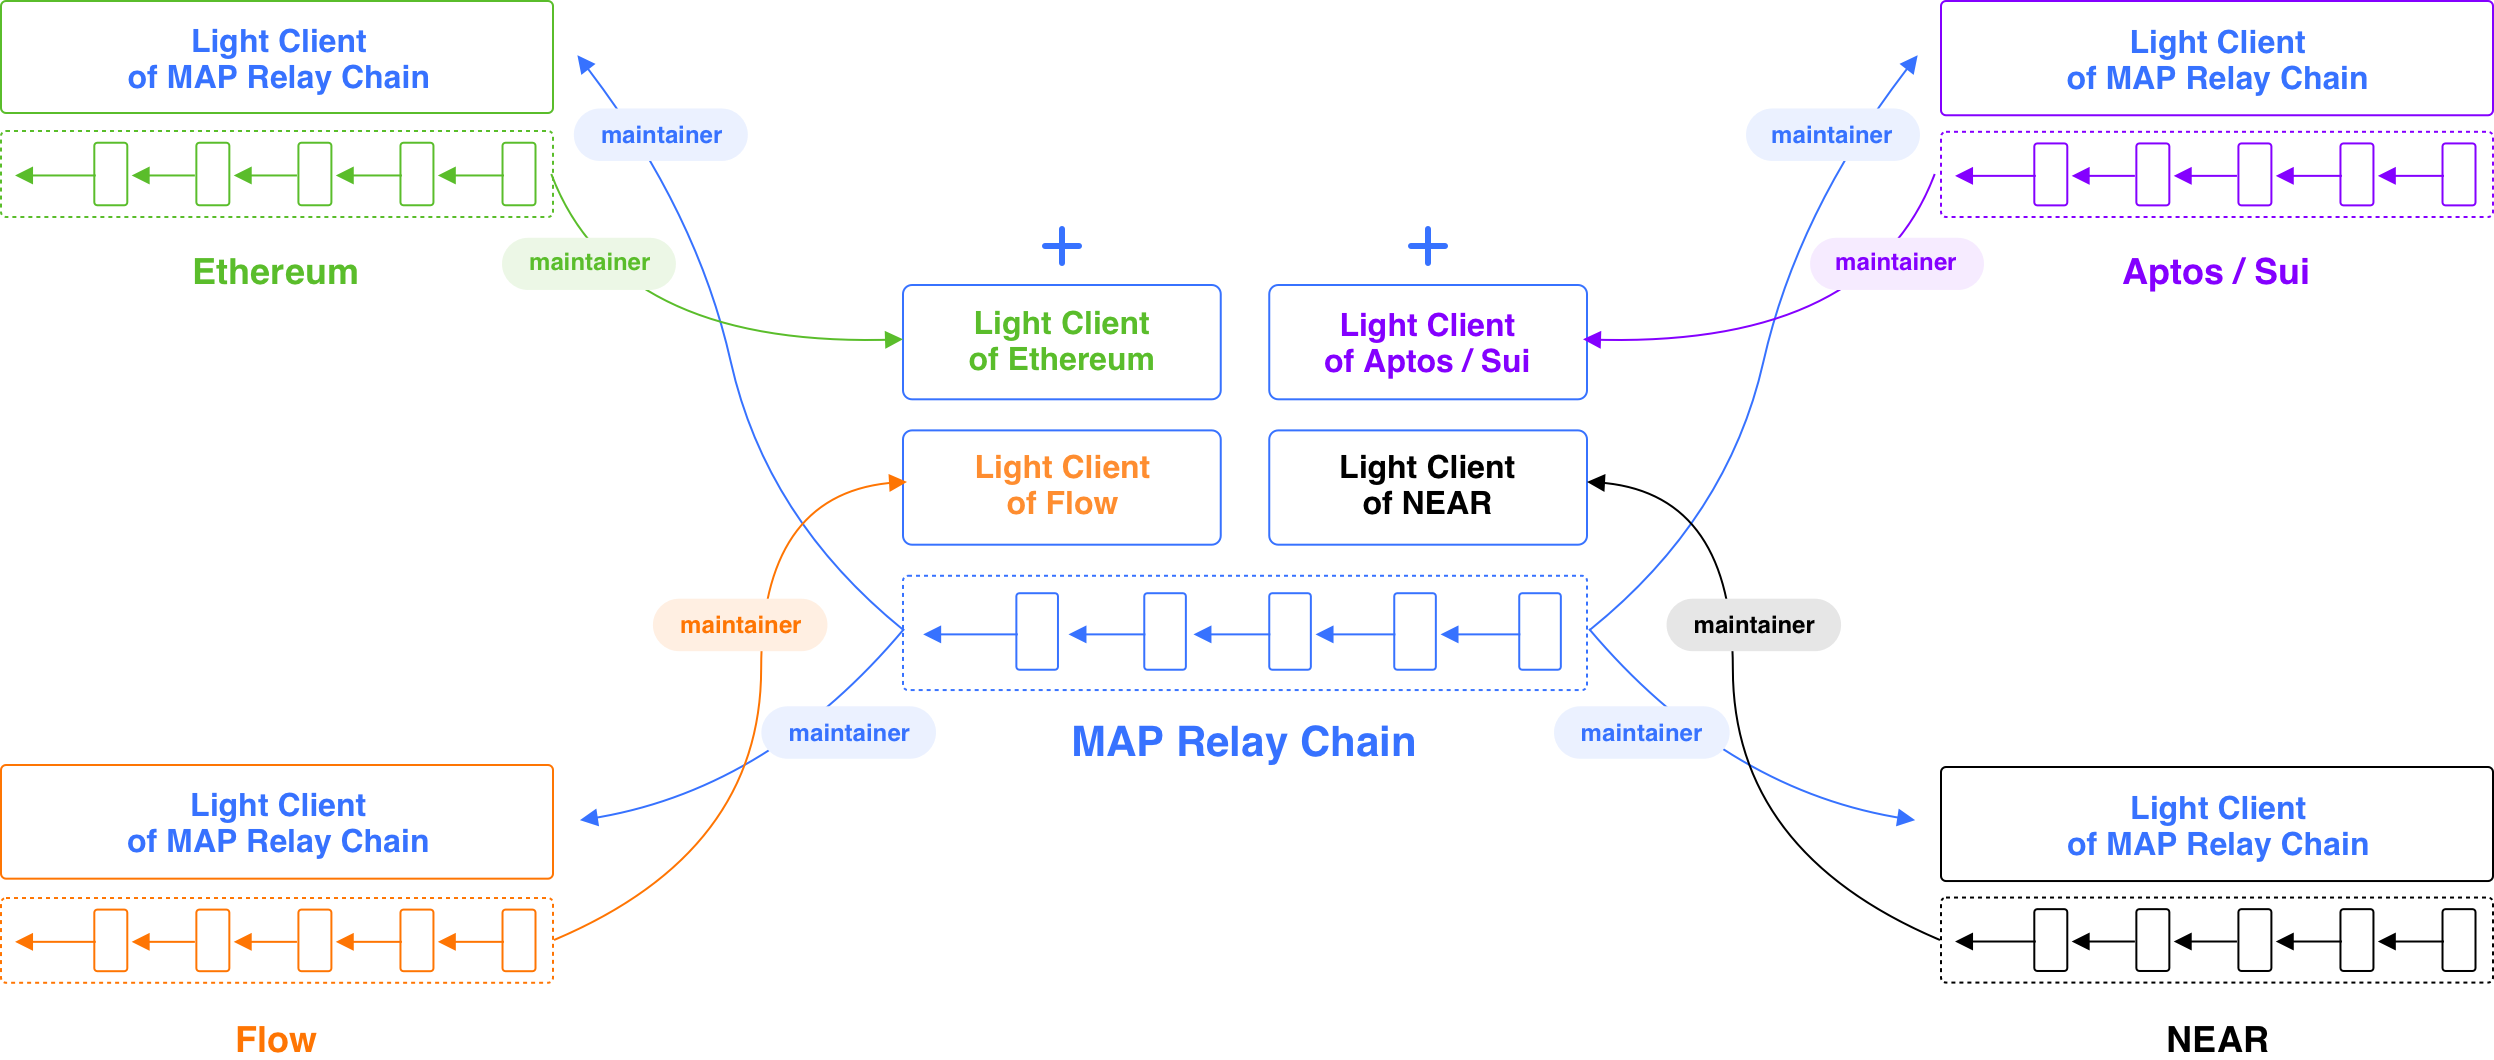 Light Client
of MAP Relay Chain
maintainer
Ethereum
maintainer
Light Client
of MAP Relay Chain
maintainer
Aptos / Sui
maintainer
+
+
Light Client
of Ethereum
Light Client
of Aptos / Sui
Light Client
of Flow
Light Client
of NEAR
maintainer
maintainer
maintainer
maintainer
MAP Relay Chain
Light Client
of MAP Relay Chain
Flow
Light Client
of MAP Relay Chain
NEAR